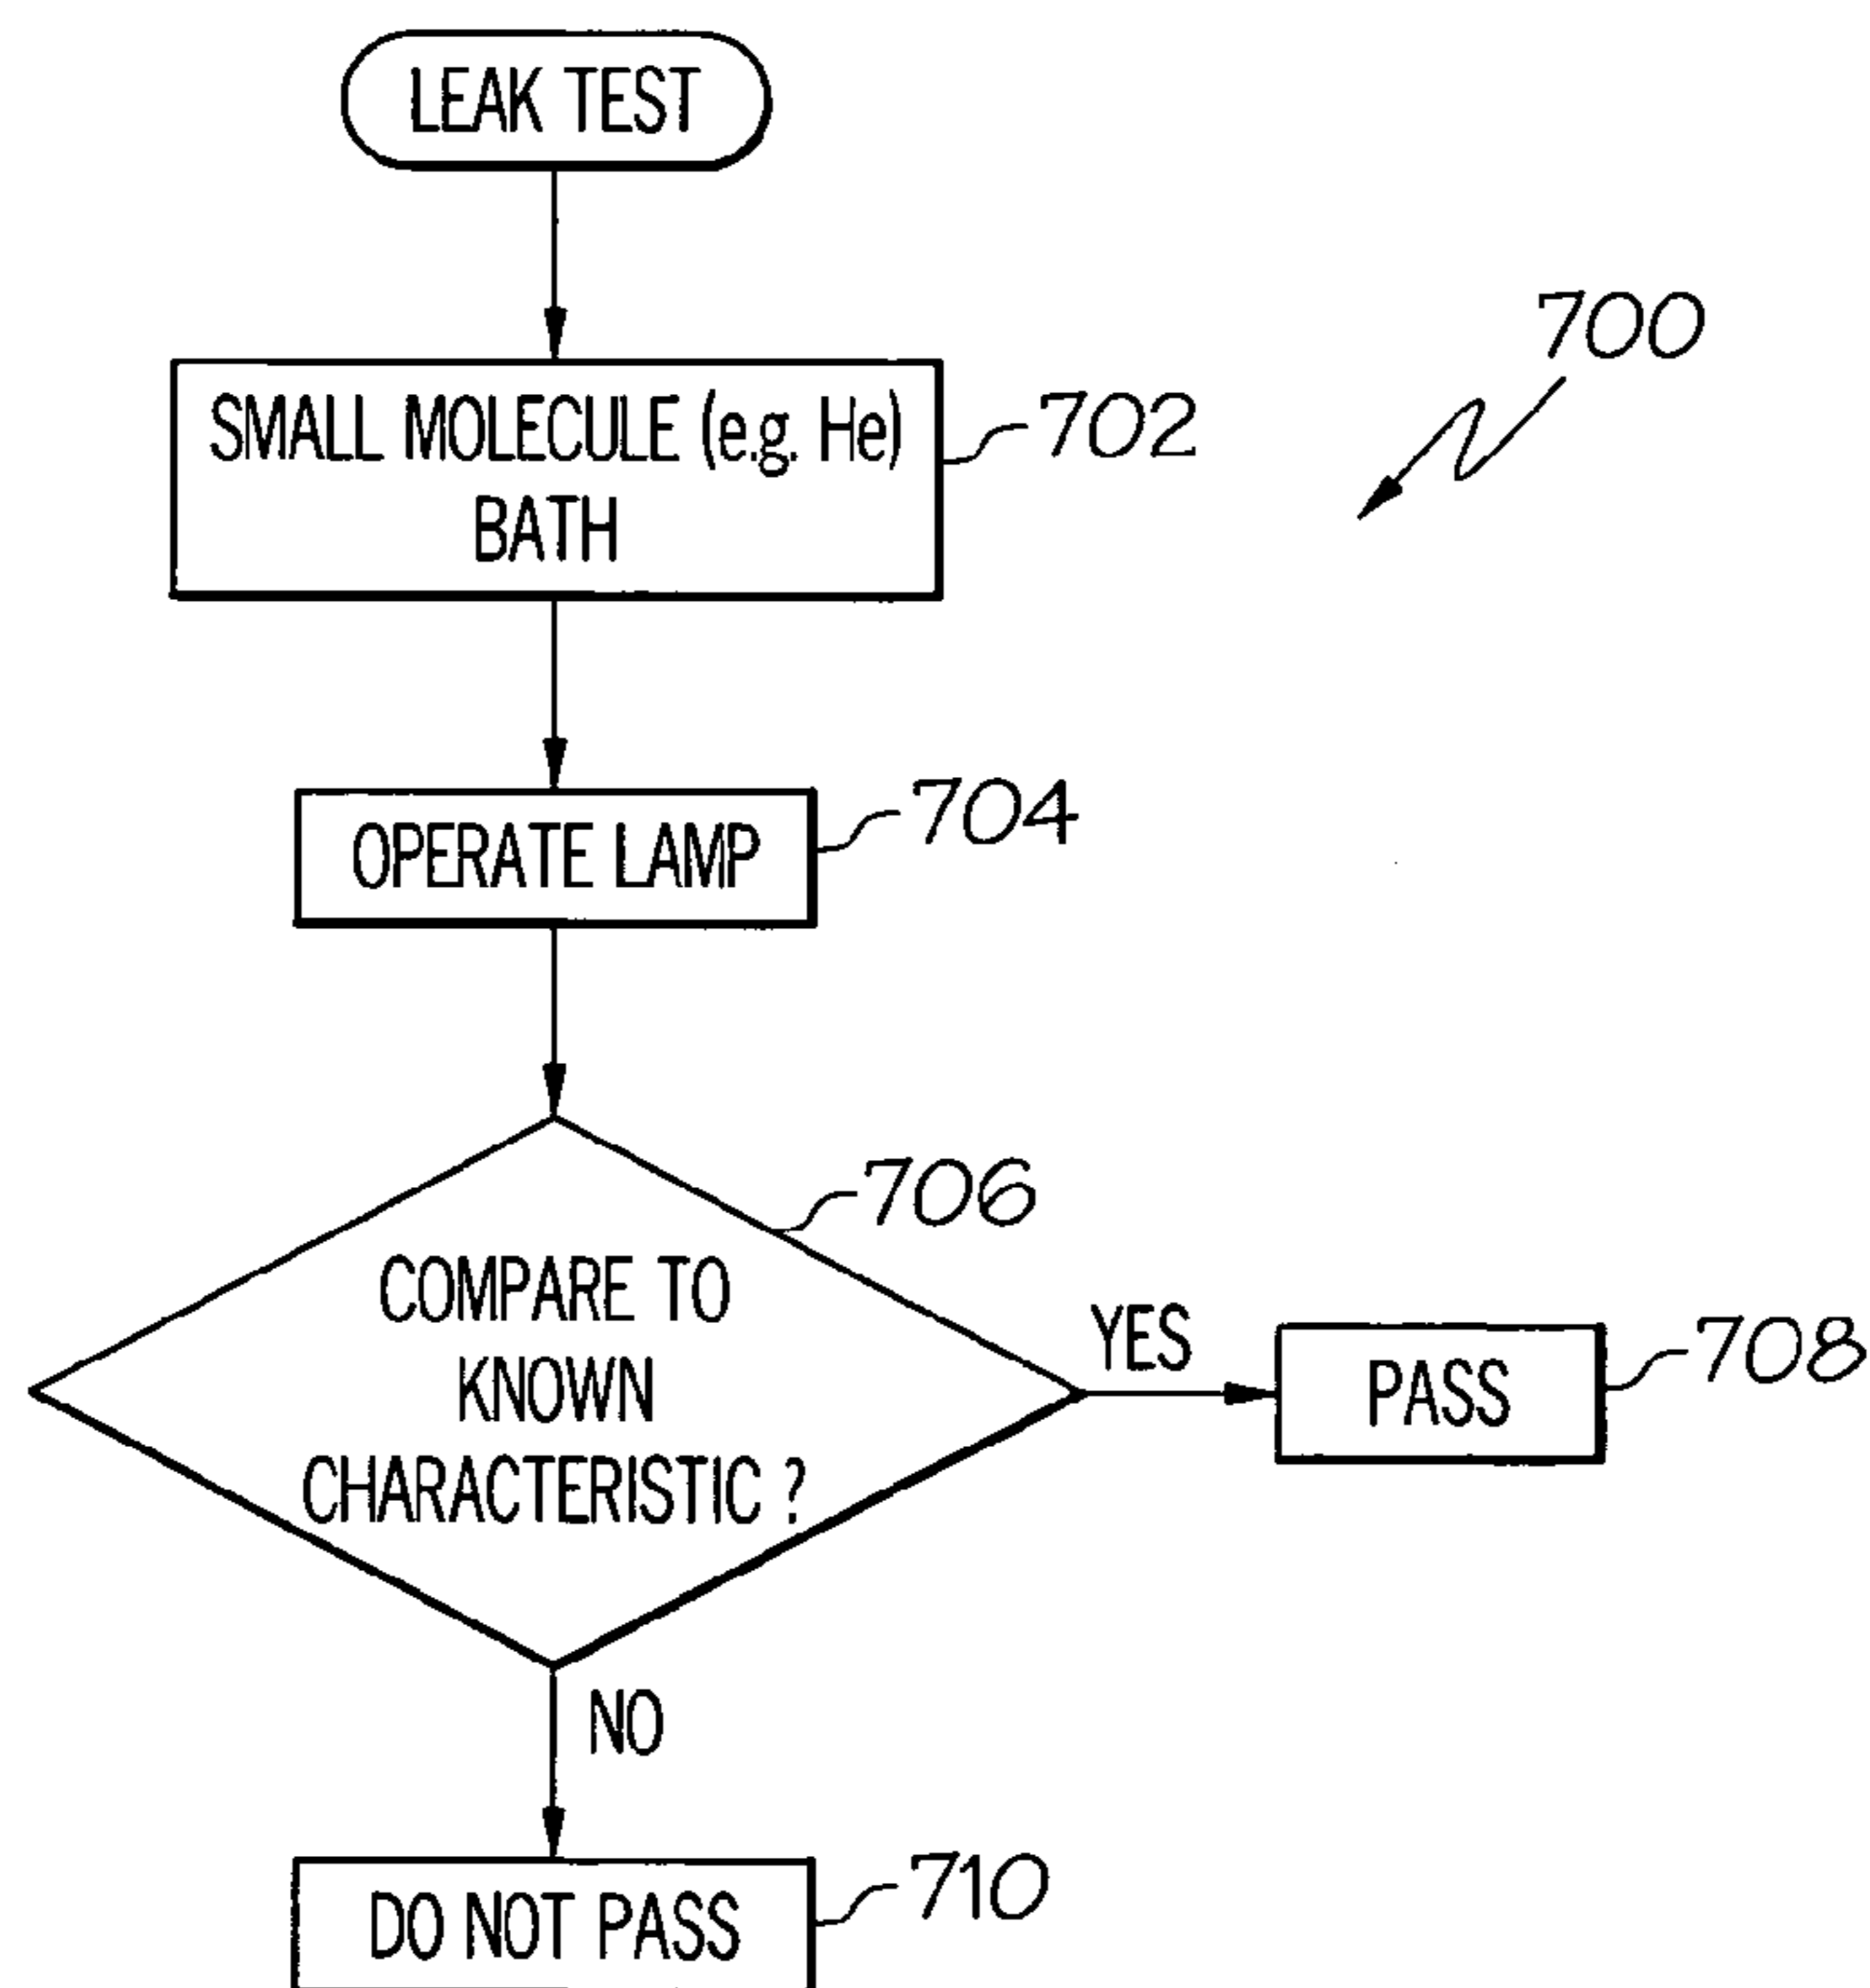 LEAK TEST
700
SMALL MOLECULE (e.g. He)
BATH
702
OPERATE LAMP
704
706
COMPARE TO
KNOWN
CHARACTERISTIC ?
YES
PASS
708
NO
DO NOT PASS
710